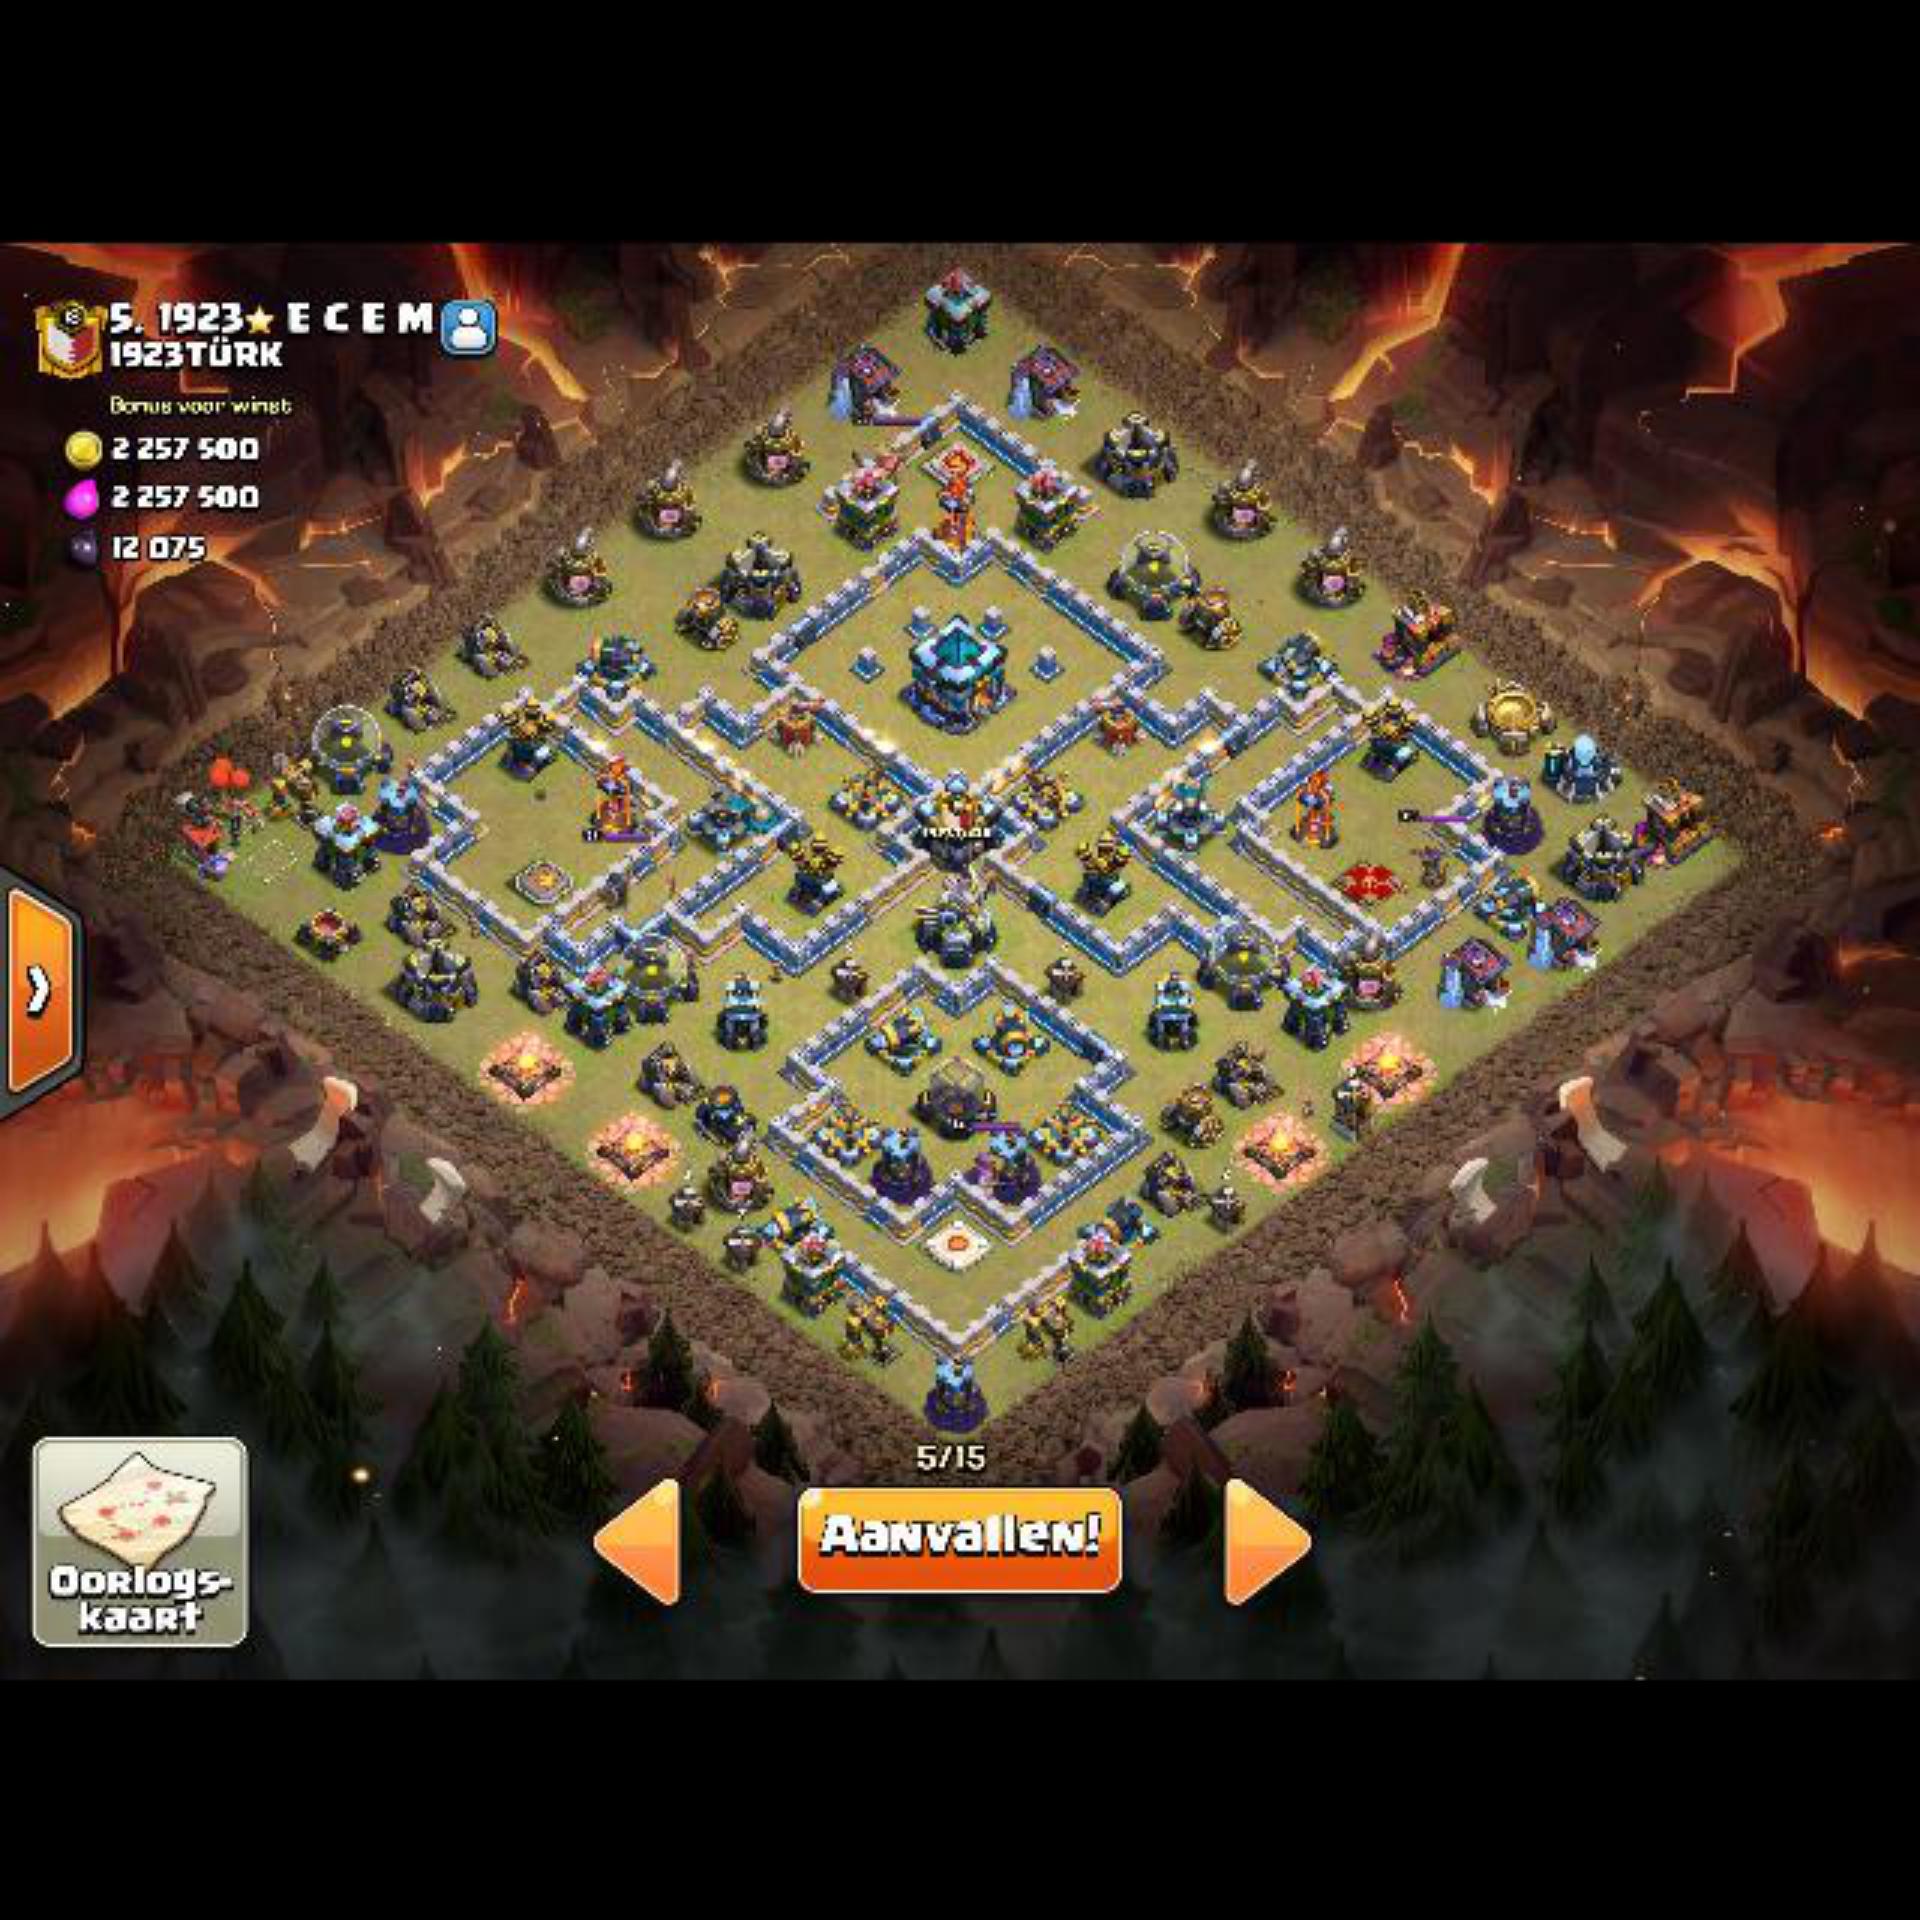 5. 1923⭐ E C E M
1923TÜRK
Bonus voor winst
2 257 500
2 257 500
12 075
5/15
Aanvallen!
Oorlogs-
kaart